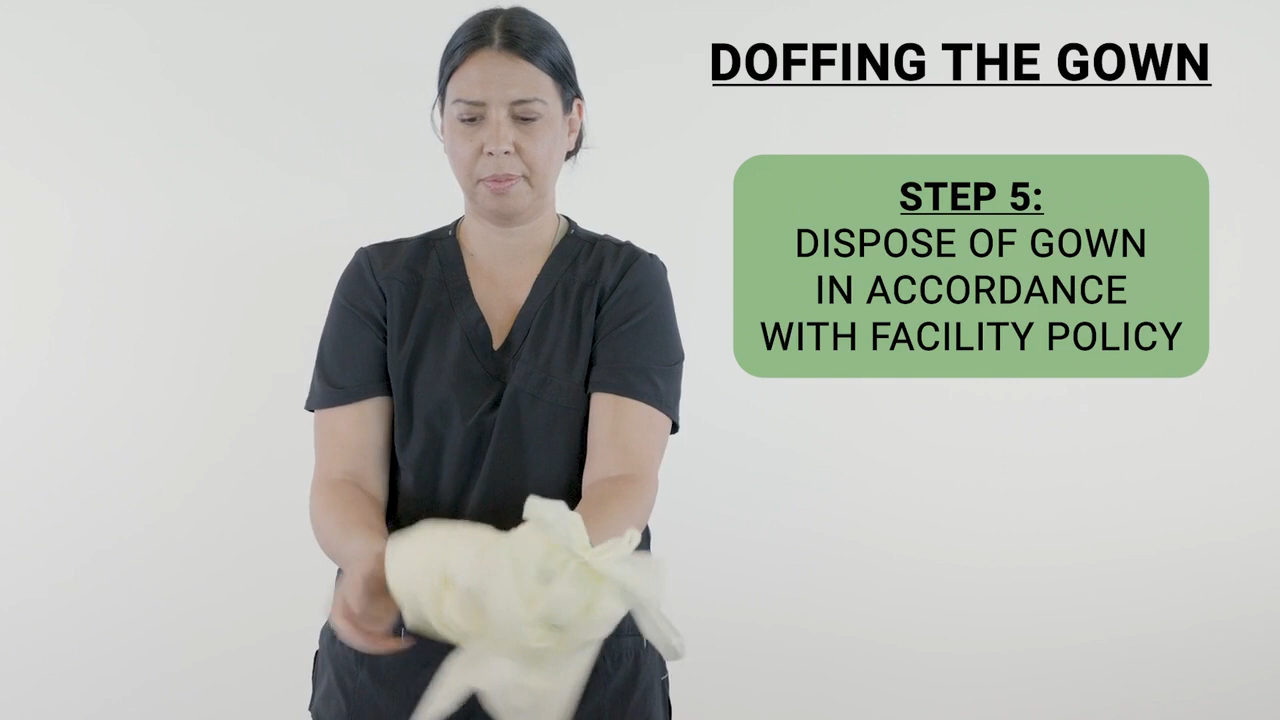 DOFFING THE GOWN
STEP 5:
DISPOSE OF GOWN
IN ACCORDANCE
WITH FACILITY POLICY